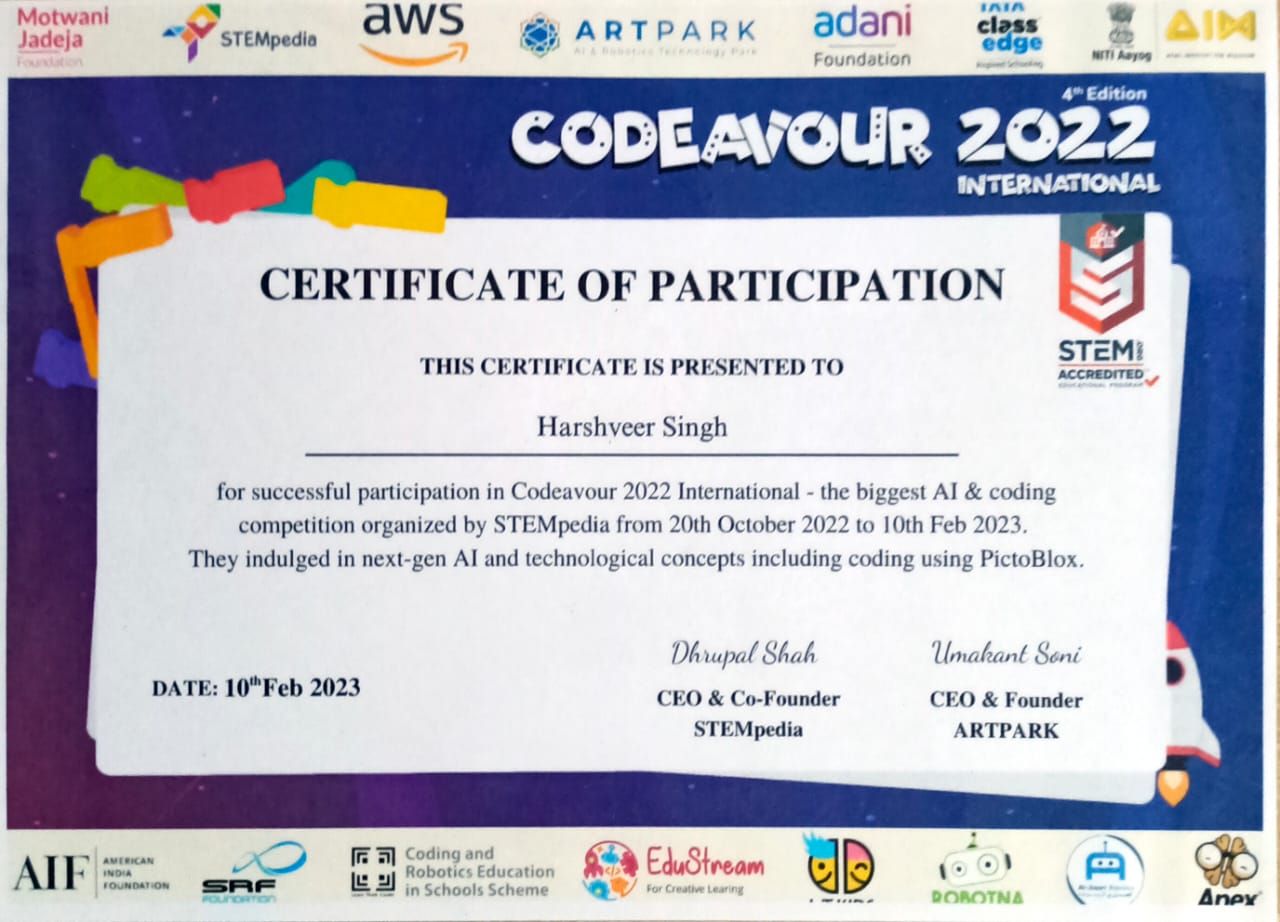 Motwani
Jadeja
Foundation
STEMpedia
aws
ARTPARK
AI & Robotics Technology Park
adani
Foundation
class
edge
NITI Aayog
AIM
4th Edition
CODEAVOUR 2022
INTERNATIONAL
CERTIFICATE OF PARTICIPATION
STEM
ACCREDITED
EDUCATIONAL PROGRAM
THIS CERTIFICATE IS PRESENTED TO
Harshveer Singh
for successful participation in Codeavour 2022 International - the biggest AI & coding
competition organized by STEMpedia from 20th October 2022 to 10th Feb 2023.
They indulged in next-gen AI and technological concepts including coding using PictoBlox.
Dhrupal Shah
Umakant Soni
DATE: 10th Feb 2023
CEO & Co-Founder
STEMpedia
CEO & Founder
ARTPARK
AIF
AMERICAN
INDIA
FOUNDATION
SRF
FOUNDATION
Coding and
Robotics Education
in Schools Scheme
EduStream
For Creative Learing
ROBOTNA
Apex